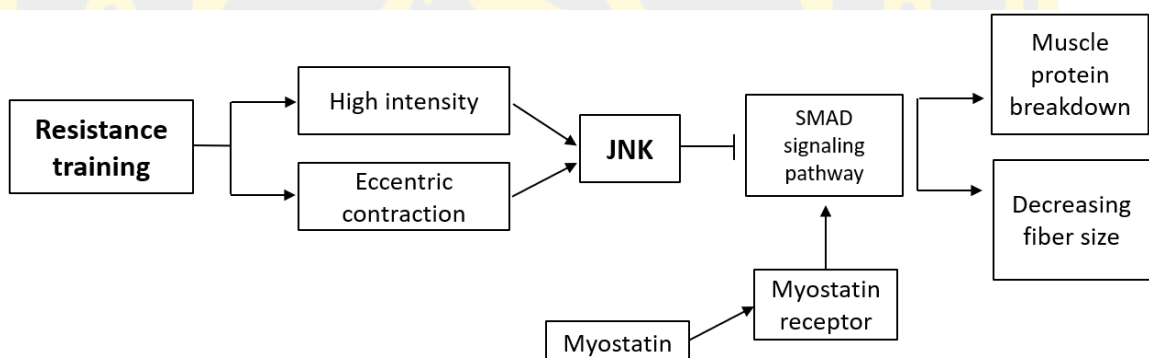 Resistance
training
High intensity
Eccentric
contraction
JNK
SMAD
signaling
pathway
Muscle
protein
breakdown
Decreasing
fiber size
Myostatin
receptor
Myostatin